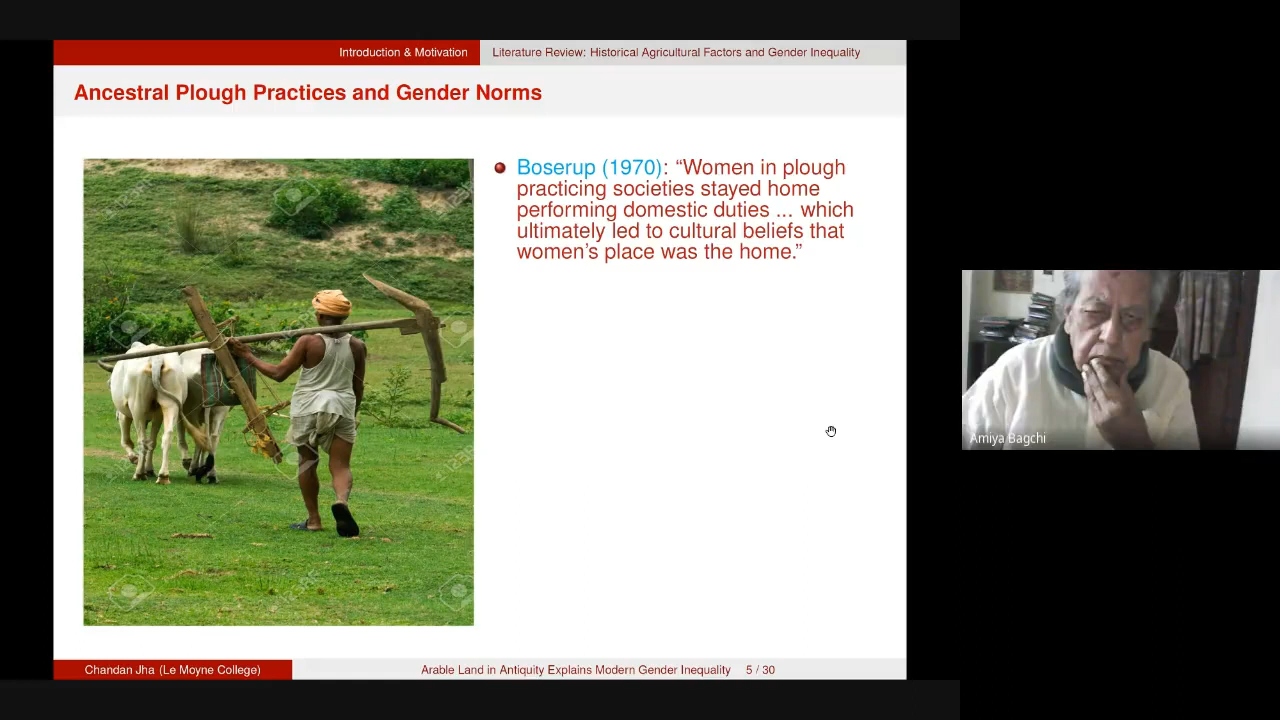 Introduction & Motivation
Literature Review: Historical Agricultural Factors and Gender Inequality
Ancestral Plough Practices and Gender Norms
Boserup (1970): “Women in plough
practicing societies stayed home
performing domestic duties ... which
ultimately led to cultural beliefs that
women’s place was the home.”
Amiya Bagchi
Chandan Jha (Le Moyne College)
Arable Land in Antiquity Explains Modern Gender Inequality
5 / 30